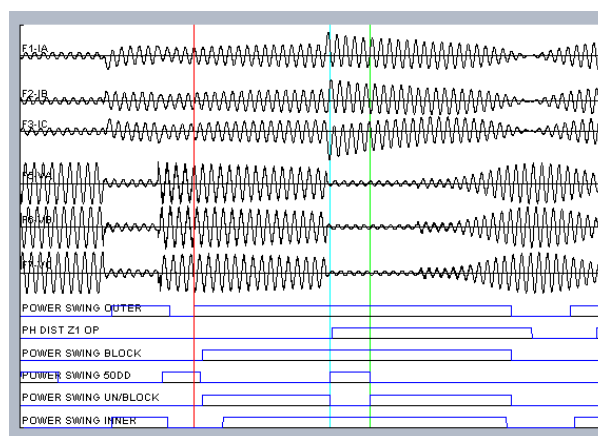 F1-IA
F2-IB
F3-IC
F5-VA
F6-VB
F7-VC
POWER SWING OUTER
PH DIST Z1 OP
POWER SWING BLOCK
POWER SWING 50DD
POWER SWING UN/BLOCK
POWER SWING INNER